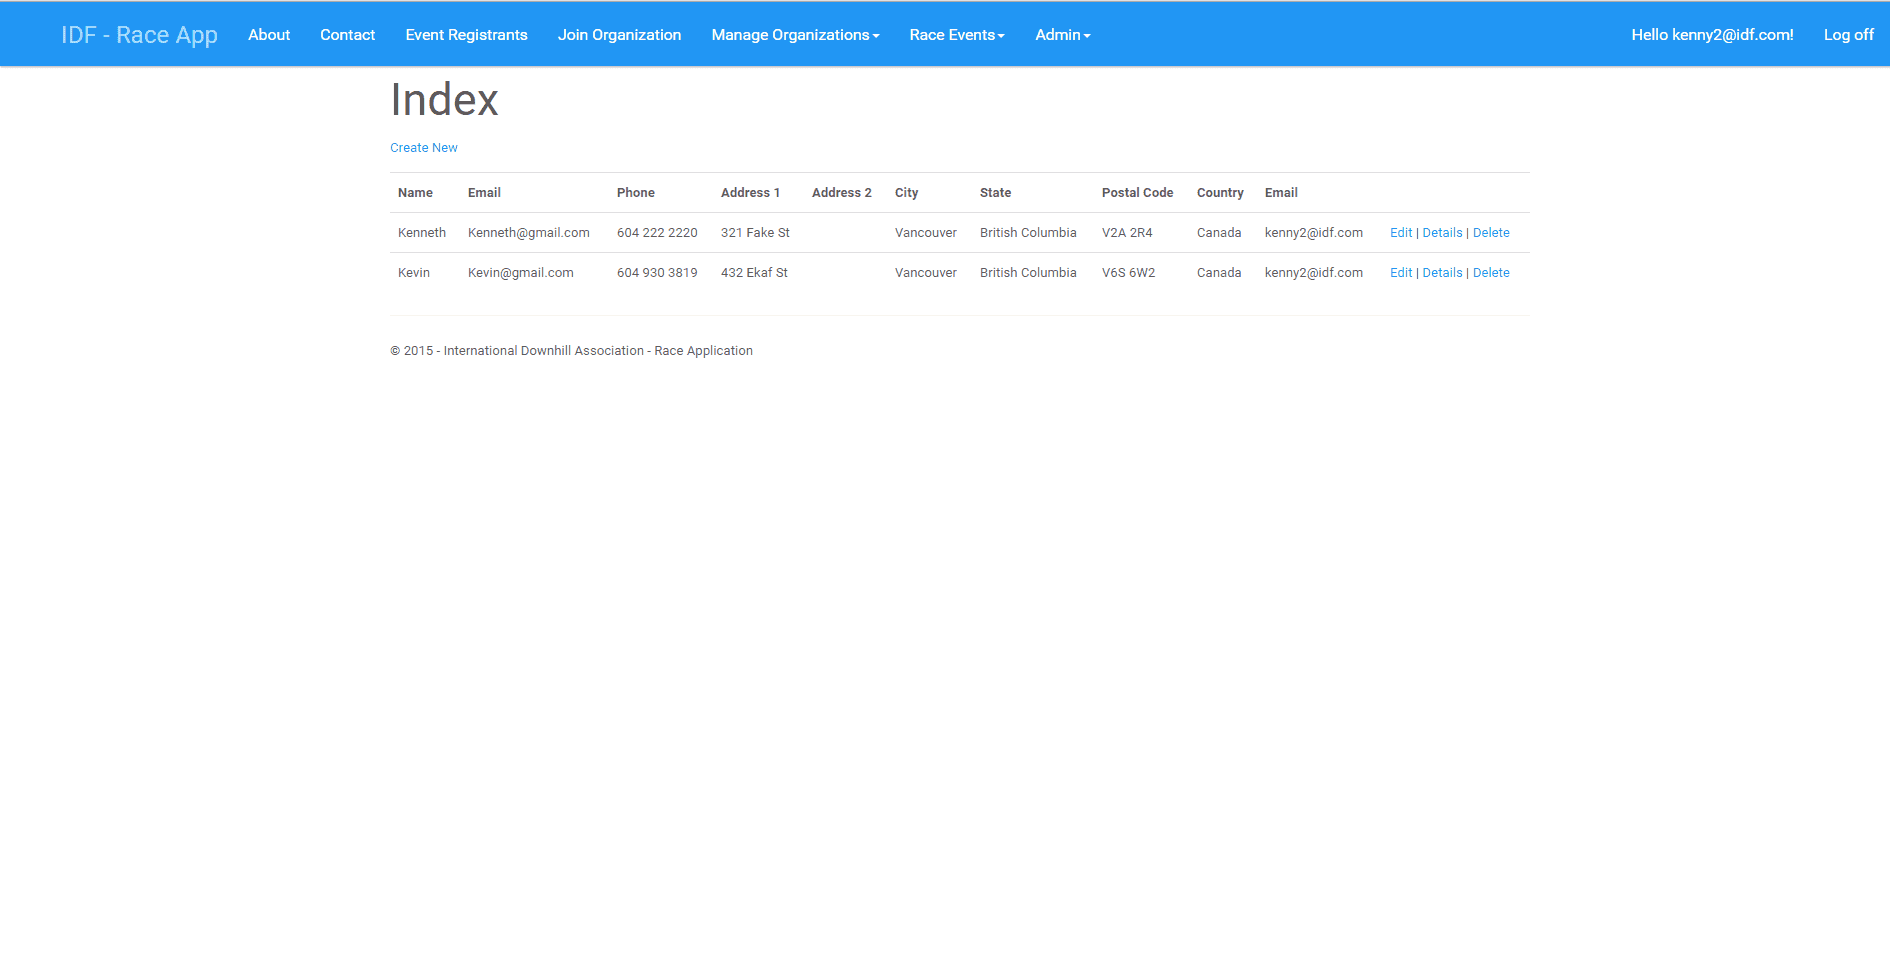 IDF - Race App About Contact Event Registrants Join Organization Manage Organizations Race Events Admin Hello kenny2@idf.com! Log off
Index
Create New
Name Email Phone Address 1 Address 2 City State Postal Code Country Email
Kenneth Kenneth@gmail.com 604 222 2220 321 Fake St Vancouver British Columbia V2A 2R4 Canada kenny2@idf.com Edit | Details | Delete
Kevin Kevin@gmail.com 604 930 3819 432 Ekaf St Vancouver British Columbia V6S 6W2 Canada kenny2@idf.com Edit | Details | Delete
© 2015 - International Downhill Association - Race Application